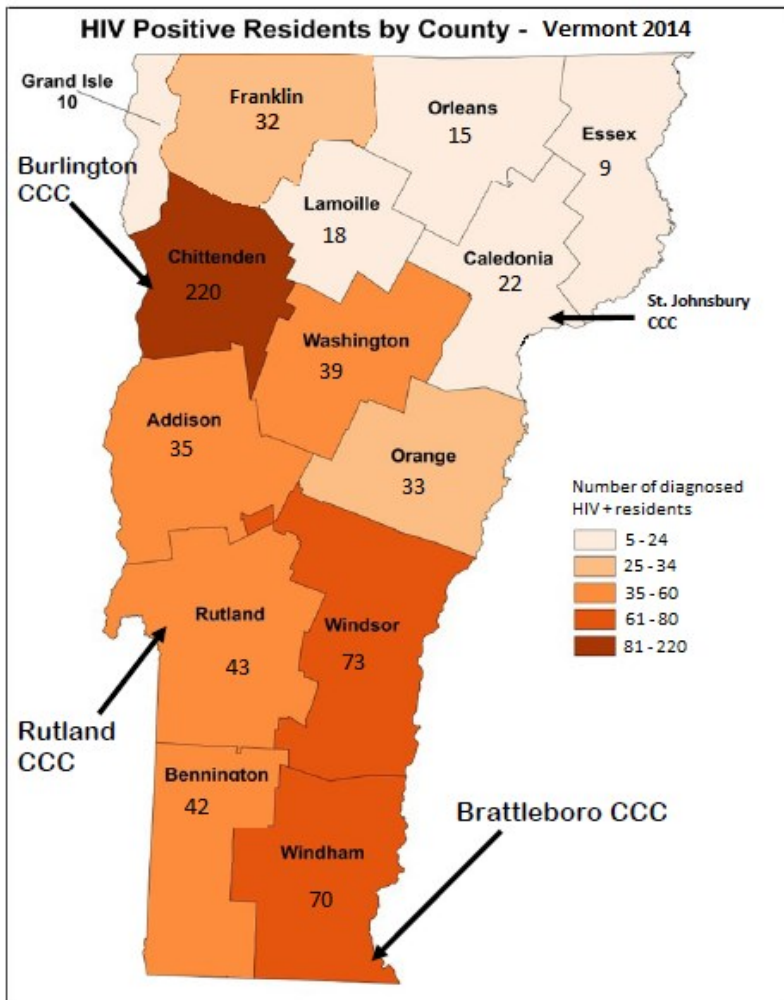 HIV Positive Residents by County - Vermont 2014
Grand Isle
10
Franklin
32
Orleans
15
Essex
9
Burlington
CCC
Lamoille
18
Chittenden
220
Caledonia
22
St. Johnsbury
CCC
Washington
39
Addison
35
Orange
33
Number of diagnosed
HIV + residents
5 - 24
25 - 34
35 - 60
61 - 80
81 - 220
Rutland
43
Windsor
73
Rutland
CCC
Bennington
42
Brattleboro CCC
Windham
70